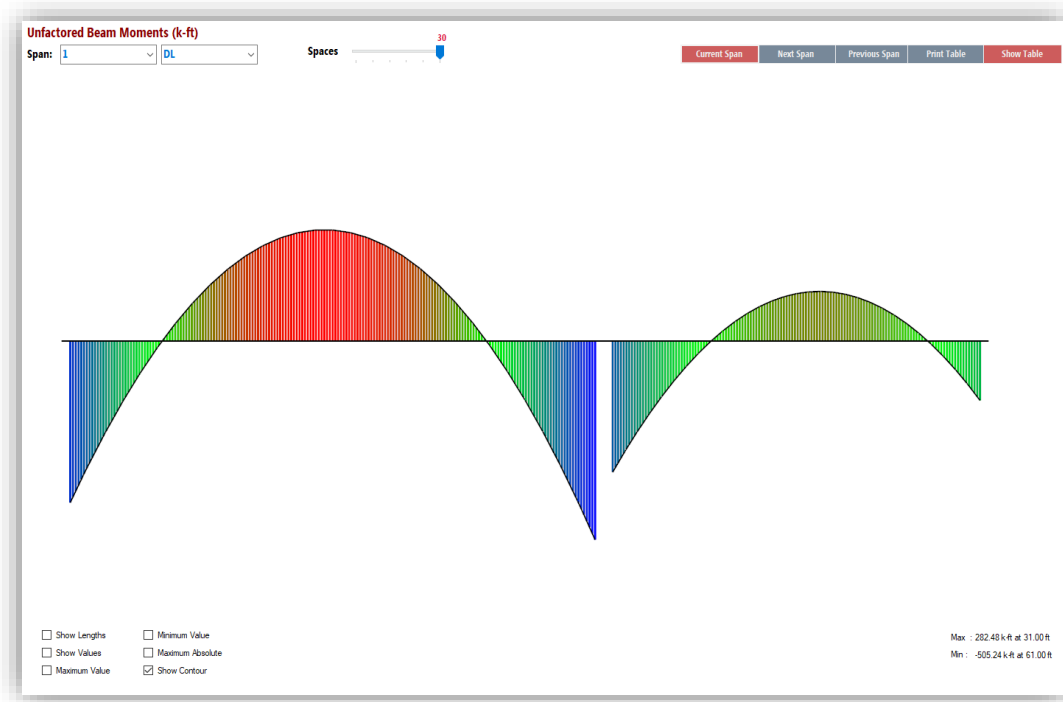 Unfactored Beam Moments (k-ft)
30
Span: 1 DL Spaces Current Span Next Span Previous Span Print Table Show Table
Show Lengths Minimum Value
Show Values Maximum Absolute
Maximum Value Show Contour
Max : 282.48 k-ft at 31.00 ft
Min : -505.24 k-ft at 61.00 ft